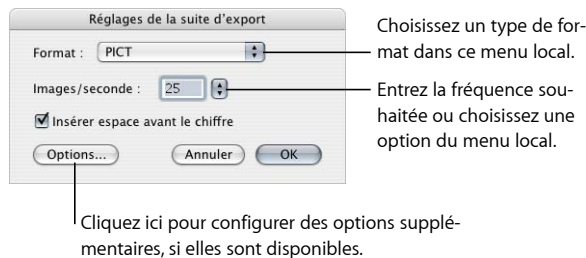 Réglages de la suite d'export
Format : PICT
Images/seconde : 25
Insérer espace avant le chiffre
Options... Annuler OK
Choisissez un type de for-
mat dans ce menu local.
Entrez la fréquence sou-
haitée ou choisissez une
option du menu local.
Cliquez ici pour configurer des options supplé-
mentaires, si elles sont disponibles.